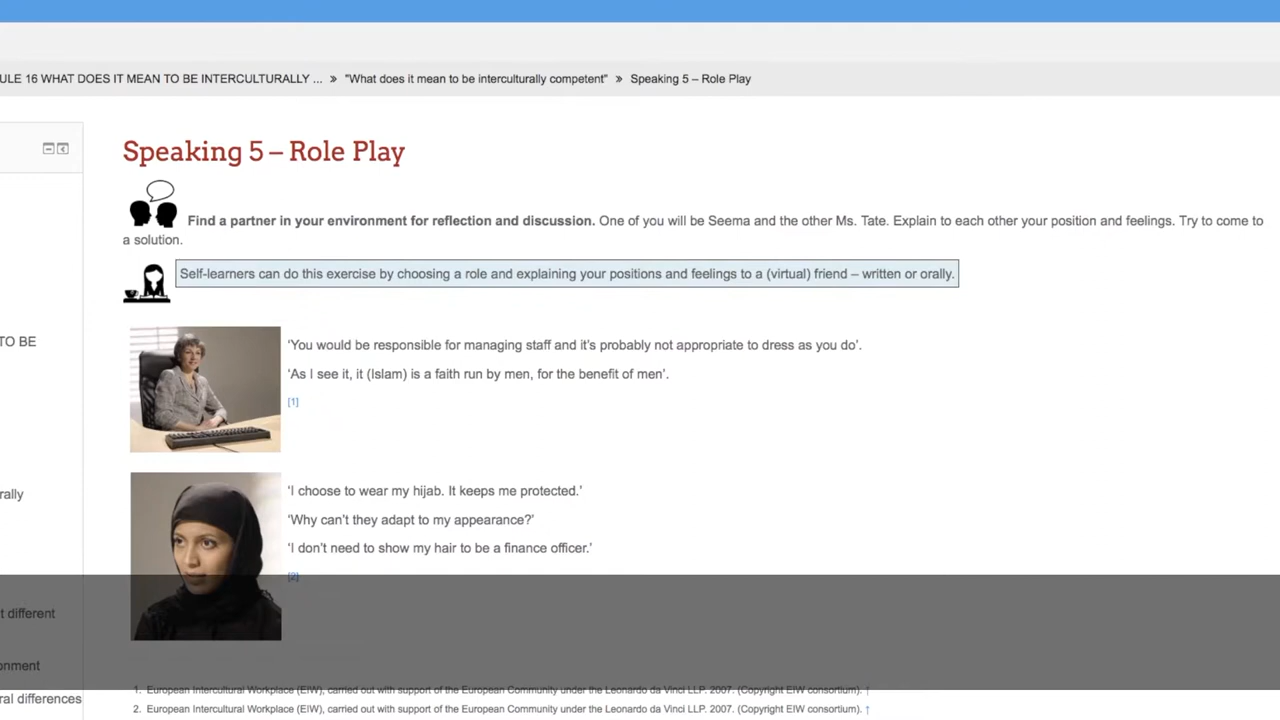 ULE 16 WHAT DOES IT MEAN TO BE INTERCULTURALLY ... » "What does it mean to be interculturally competent" » Speaking 5 – Role Play
Speaking 5 – Role Play
Find a partner in your environment for reflection and discussion. One of you will be Seema and the other Ms. Tate. Explain to each other your position and feelings. Try to come to
a solution.
Self-learners can do this exercise by choosing a role and explaining your positions and feelings to a (virtual) friend – written or orally.
TO BE
‘You would be responsible for managing staff and it’s probably not appropriate to dress as you do’.
‘As I see it, it (Islam) is a faith run by men, for the benefit of men’.
[1]
rally
‘I choose to wear my hijab. It keeps me protected.’
‘Why can’t they adapt to my appearance?’
‘I don’t need to show my hair to be a finance officer.’
[2]
t different
onment
ral differences
1. European Intercultural Workplace (EIW), carried out with support of the European Community under the Leonardo da Vinci LLP. 2007. (Copyright EIW consortium). ↑
2. European Intercultural Workplace (EIW), carried out with support of the European Community under the Leonardo da Vinci LLP. 2007. (Copyright EIW consortium). ↑